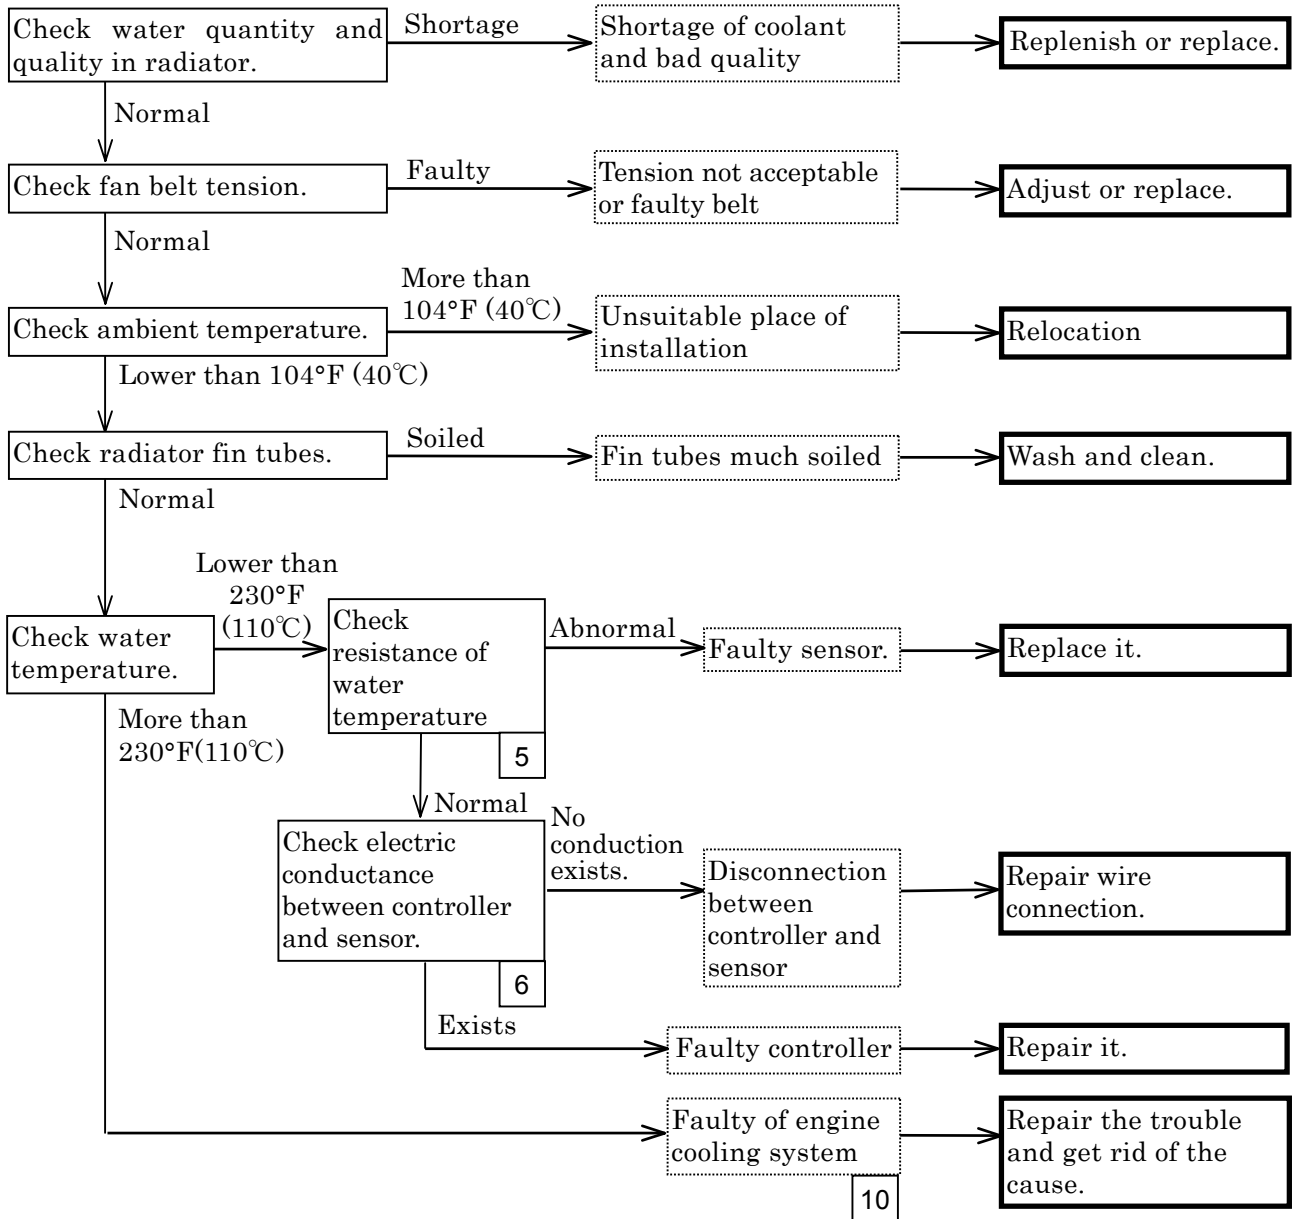 Check water quantity and
quality in radiator.
Shortage
Shortage of coolant
and bad quality
Replenish or replace.
Normal
Check fan belt tension.
Faulty
Tension not acceptable
or faulty belt
Adjust or replace.
Normal
Check ambient temperature.
More than
104°F (40℃)
Unsuitable place of
installation
Relocation
Lower than 104°F (40℃)
Check radiator fin tubes.
Soiled
Fin tubes much soiled
Wash and clean.
Normal
Check water
temperature.
Lower than
230°F
(110℃)
Check
resistance of
water
temperature
5
Abnormal
Faulty sensor.
Replace it.
More than
230°F(110℃)
Normal
Check electric
conductance
between controller
and sensor.
6
No
conduction
exists.
Disconnection
between
controller and
sensor
Repair wire
connection.
Exists
Faulty controller
Repair it.
Faulty of engine
cooling system
10
Repair the trouble
and get rid of the
cause.